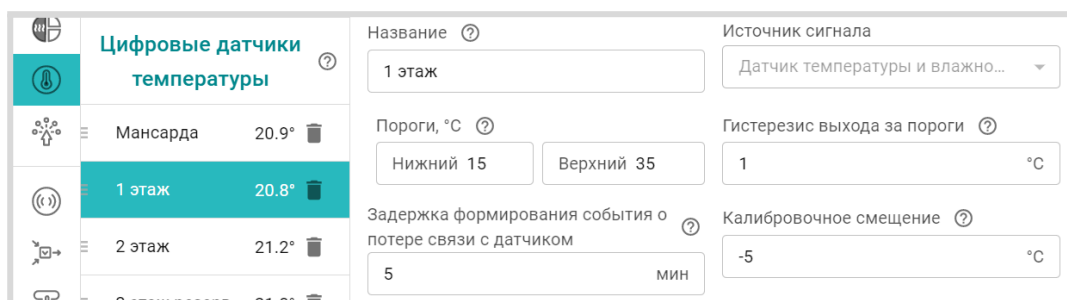 Цифровые датчики
температуры
Мансарда 20.9°
1 этаж 20.8°
2 этаж 21.2°
Название
1 этаж
Источник сигнала
Датчик температуры и влажно...
Пороги, °C
Нижний 15
Верхний 35
Гистерезис выхода за пороги
1 °C
Задержка формирования события о
потере связи с датчиком
5 мин
Калибровочное смещение
-5 °C